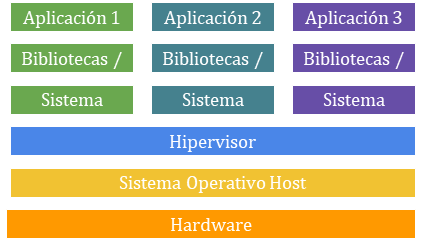 Aplicación 1 Aplicación 2 Aplicación 3
Bibliotecas / Bibliotecas / Bibliotecas /
Sistema Sistema Sistema
Hipervisor
Sistema Operativo Host
Hardware